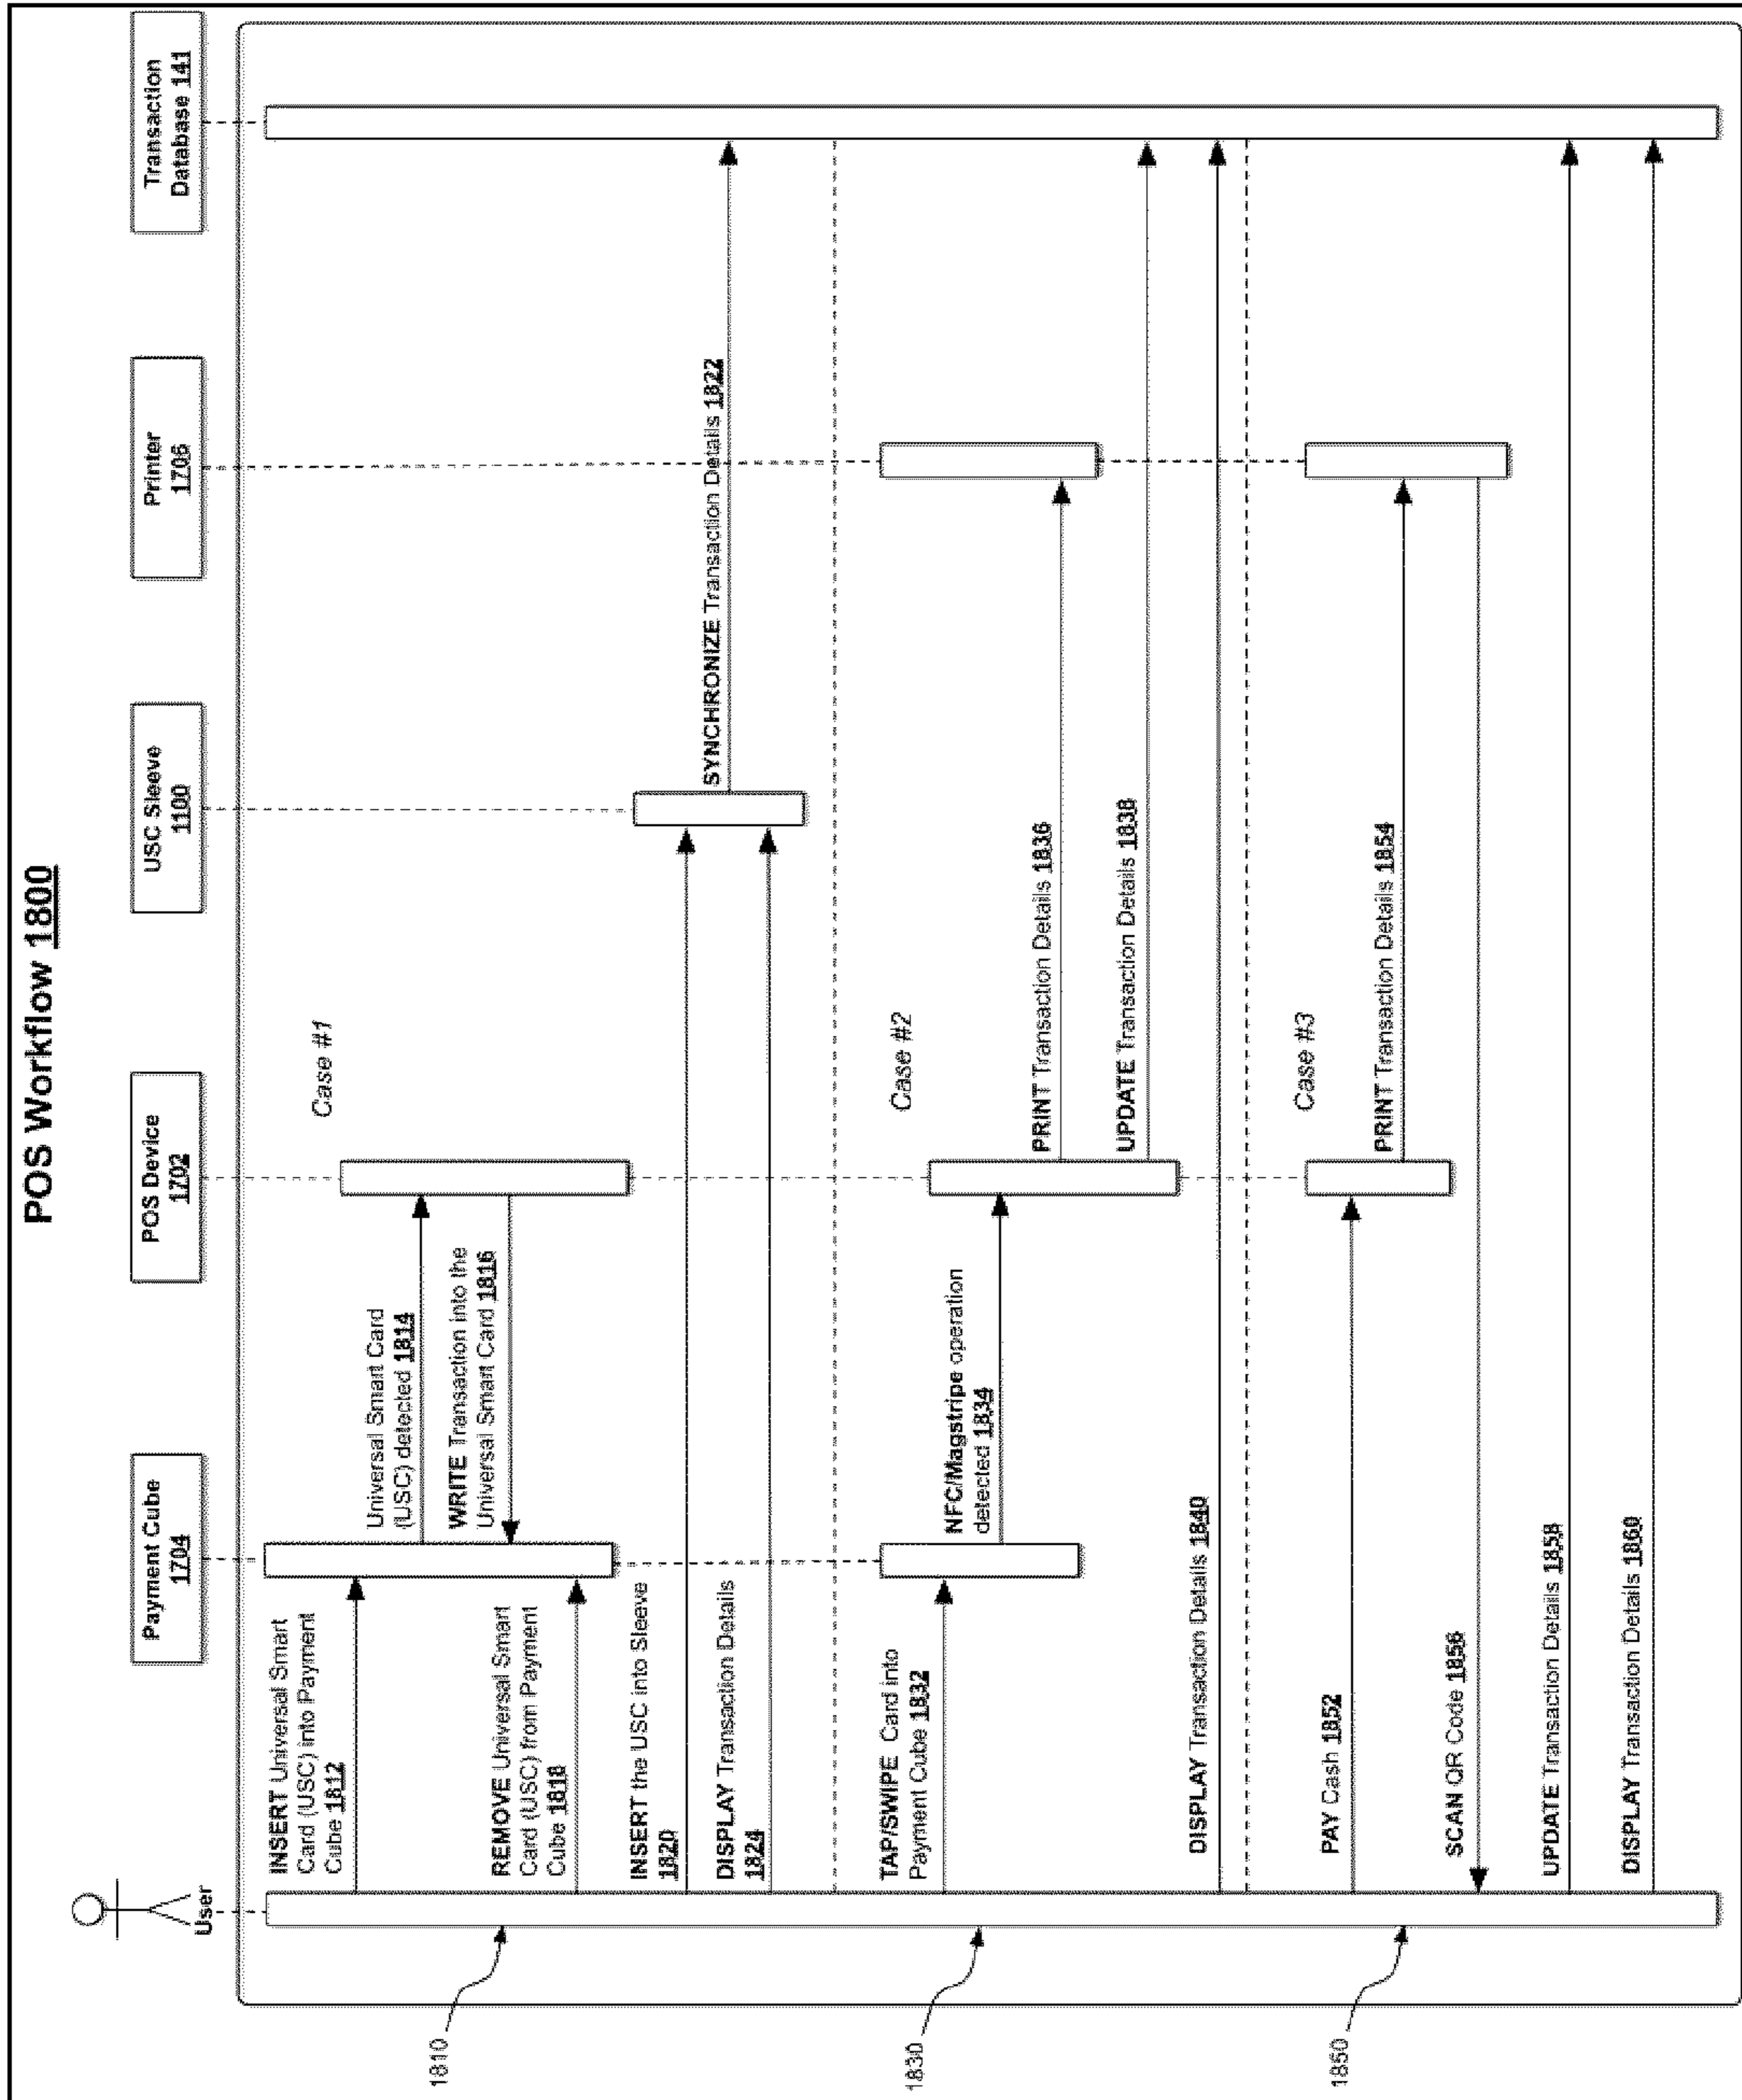 POS Workflow 1800
User
Payment Cube
1704
POS Device
1702
USC Sleeve
1100
Printer
1706
Transaction
Database 141
1810
Case #1
INSERT Universal Smart
Card (USC) into Payment
Cube 1812
Universal Smart Card
(USC) detected 1814
WRITE Transaction into the
Universal Smart Card 1816
REMOVE Universal Smart
Card (USC) from Payment
Cube 1818
INSERT the USC into Sleeve
1820
SYNCHRONIZE Transaction Details 1822
DISPLAY Transaction Details
1824
1830
Case #2
TAP/SWIPE Card into
Payment Cube 1832
NFC/Magstripe operation
detected 1834
PRINT Transaction Details 1836
UPDATE Transaction Details 1838
DISPLAY Transaction Details 1840
1850
Case #3
PAY Cash 1852
PRINT Transaction Details 1854
SCAN QR Code 1856
UPDATE Transaction Details 1858
DISPLAY Transaction Details 1860